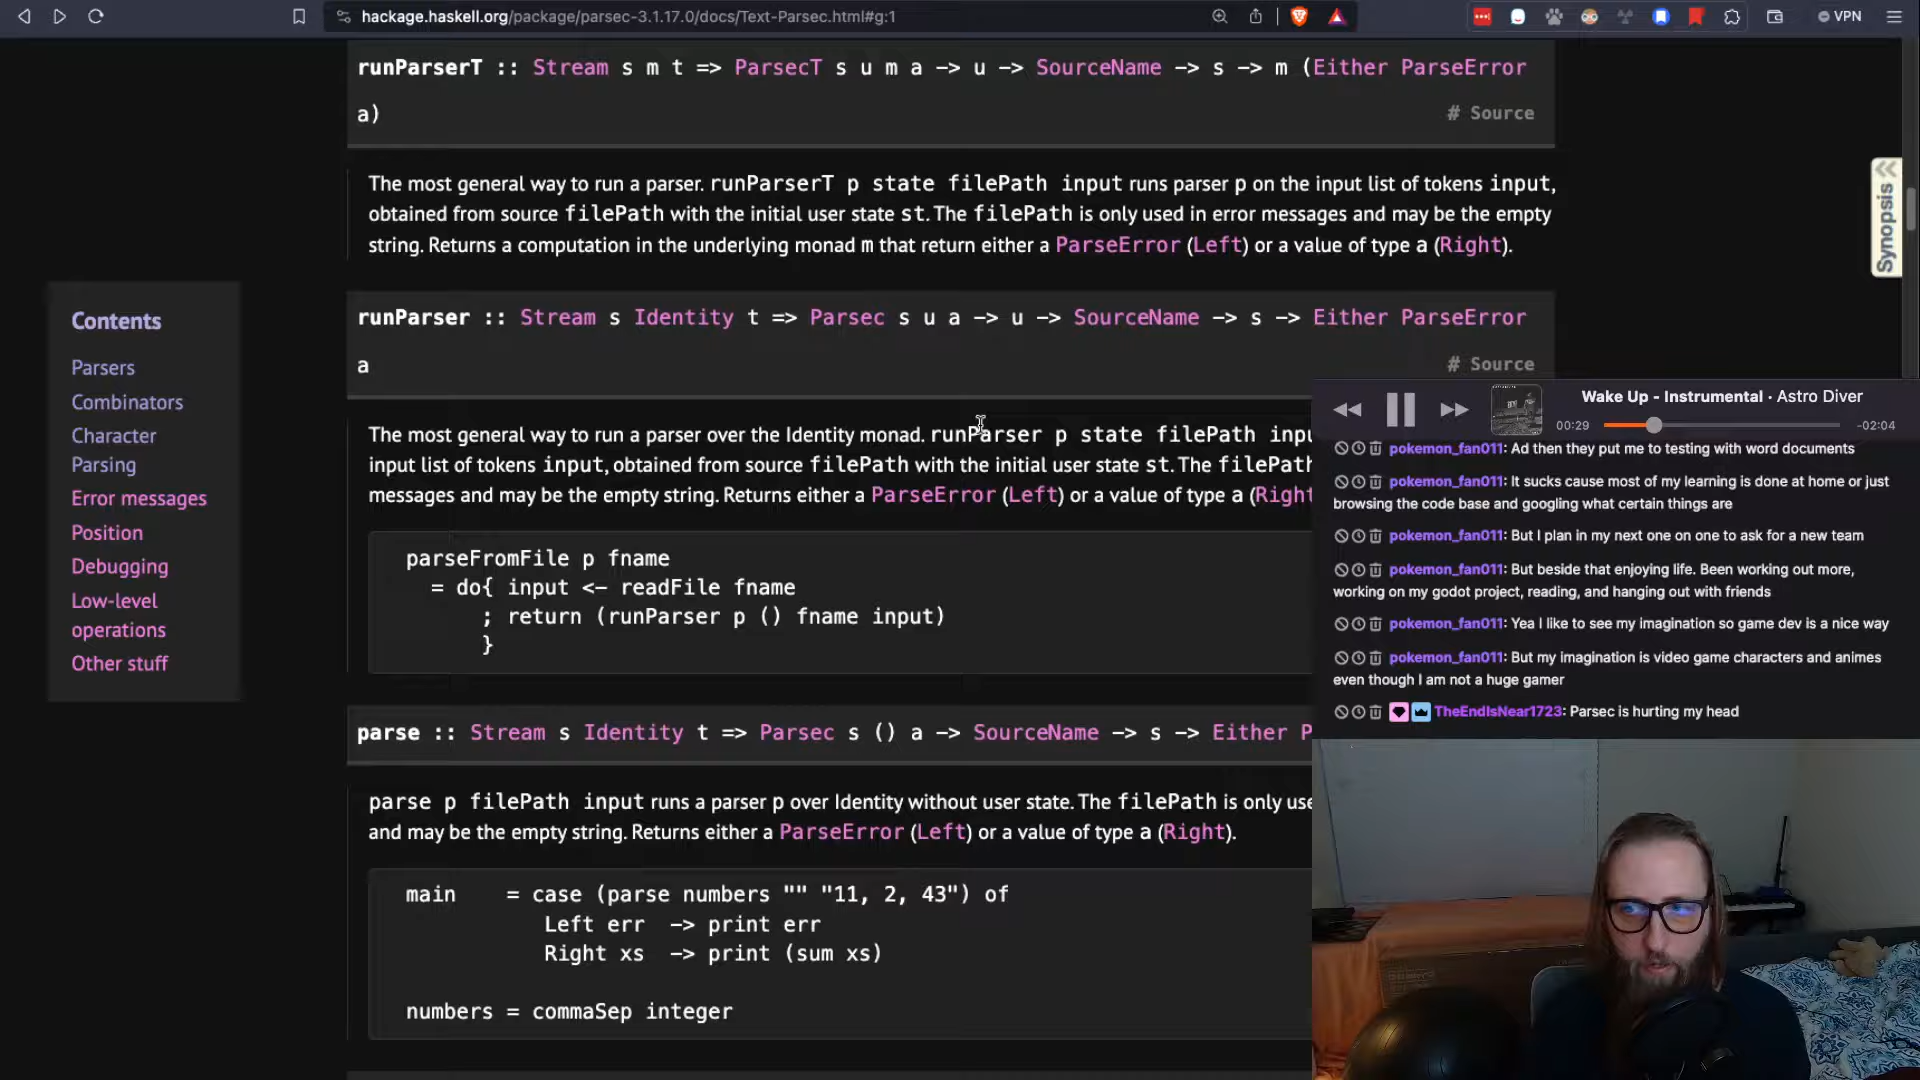 hackage.haskell.org/package/parsec-3.1.17.0/docs/Text-Parsec.html#g:1
VPN
runParserT :: Stream s m t => ParsecT s u m a -> u -> SourceName -> s -> m (Either ParseError
a)
# Source
The most general way to run a parser. runParserT p state filePath input runs parser p on the input list of tokens input,
obtained from source filePath with the initial user state st. The filePath is only used in error messages and may be the empty
string. Returns a computation in the underlying monad m that return either a ParseError (Left) or a value of type a (Right).
Synopsis
Contents
Parsers
Combinators
Character
Parsing
Error messages
Position
Debugging
Low-level
operations
Other stuff
runParser :: Stream s Identity t => Parsec s u a -> u -> SourceName -> s -> Either ParseError
a
# Source
The most general way to run a parser over the Identity monad. runParser p state filePath inpu
input list of tokens input, obtained from source filePath with the initial user state st. The filePath
messages and may be the empty string. Returns either a ParseError (Left) or a value of type a (Right
parseFromFile p fname
= do{ input <- readFile fname
; return (runParser p () fname input)
}
parse :: Stream s Identity t => Parsec s () a -> SourceName -> s -> Either P
parse p filePath input runs a parser p over Identity without user state. The filePath is only use
and may be the empty string. Returns either a ParseError (Left) or a value of type a (Right).
main = case (parse numbers "" "11, 2, 43") of
Left err -> print err
Right xs -> print (sum xs)
numbers = commaSep integer
Wake Up - Instrumental · Astro Diver
00:29
-02:04
pokemon_fan011: Ad then they put me to testing with word documents
pokemon_fan011: It sucks cause most of my learning is done at home or just
browsing the code base and googling what certain things are
pokemon_fan011: But I plan in my next one on one to ask for a new team
pokemon_fan011: But beside that enjoying life. Been working out more,
working on my godot project, reading, and hanging out with friends
pokemon_fan011: Yea I like to see my imagination so game dev is a nice way
pokemon_fan011: But my imagination is video game characters and animes
even though I am not a huge gamer
TheEndIsNear1723: Parsec is hurting my head